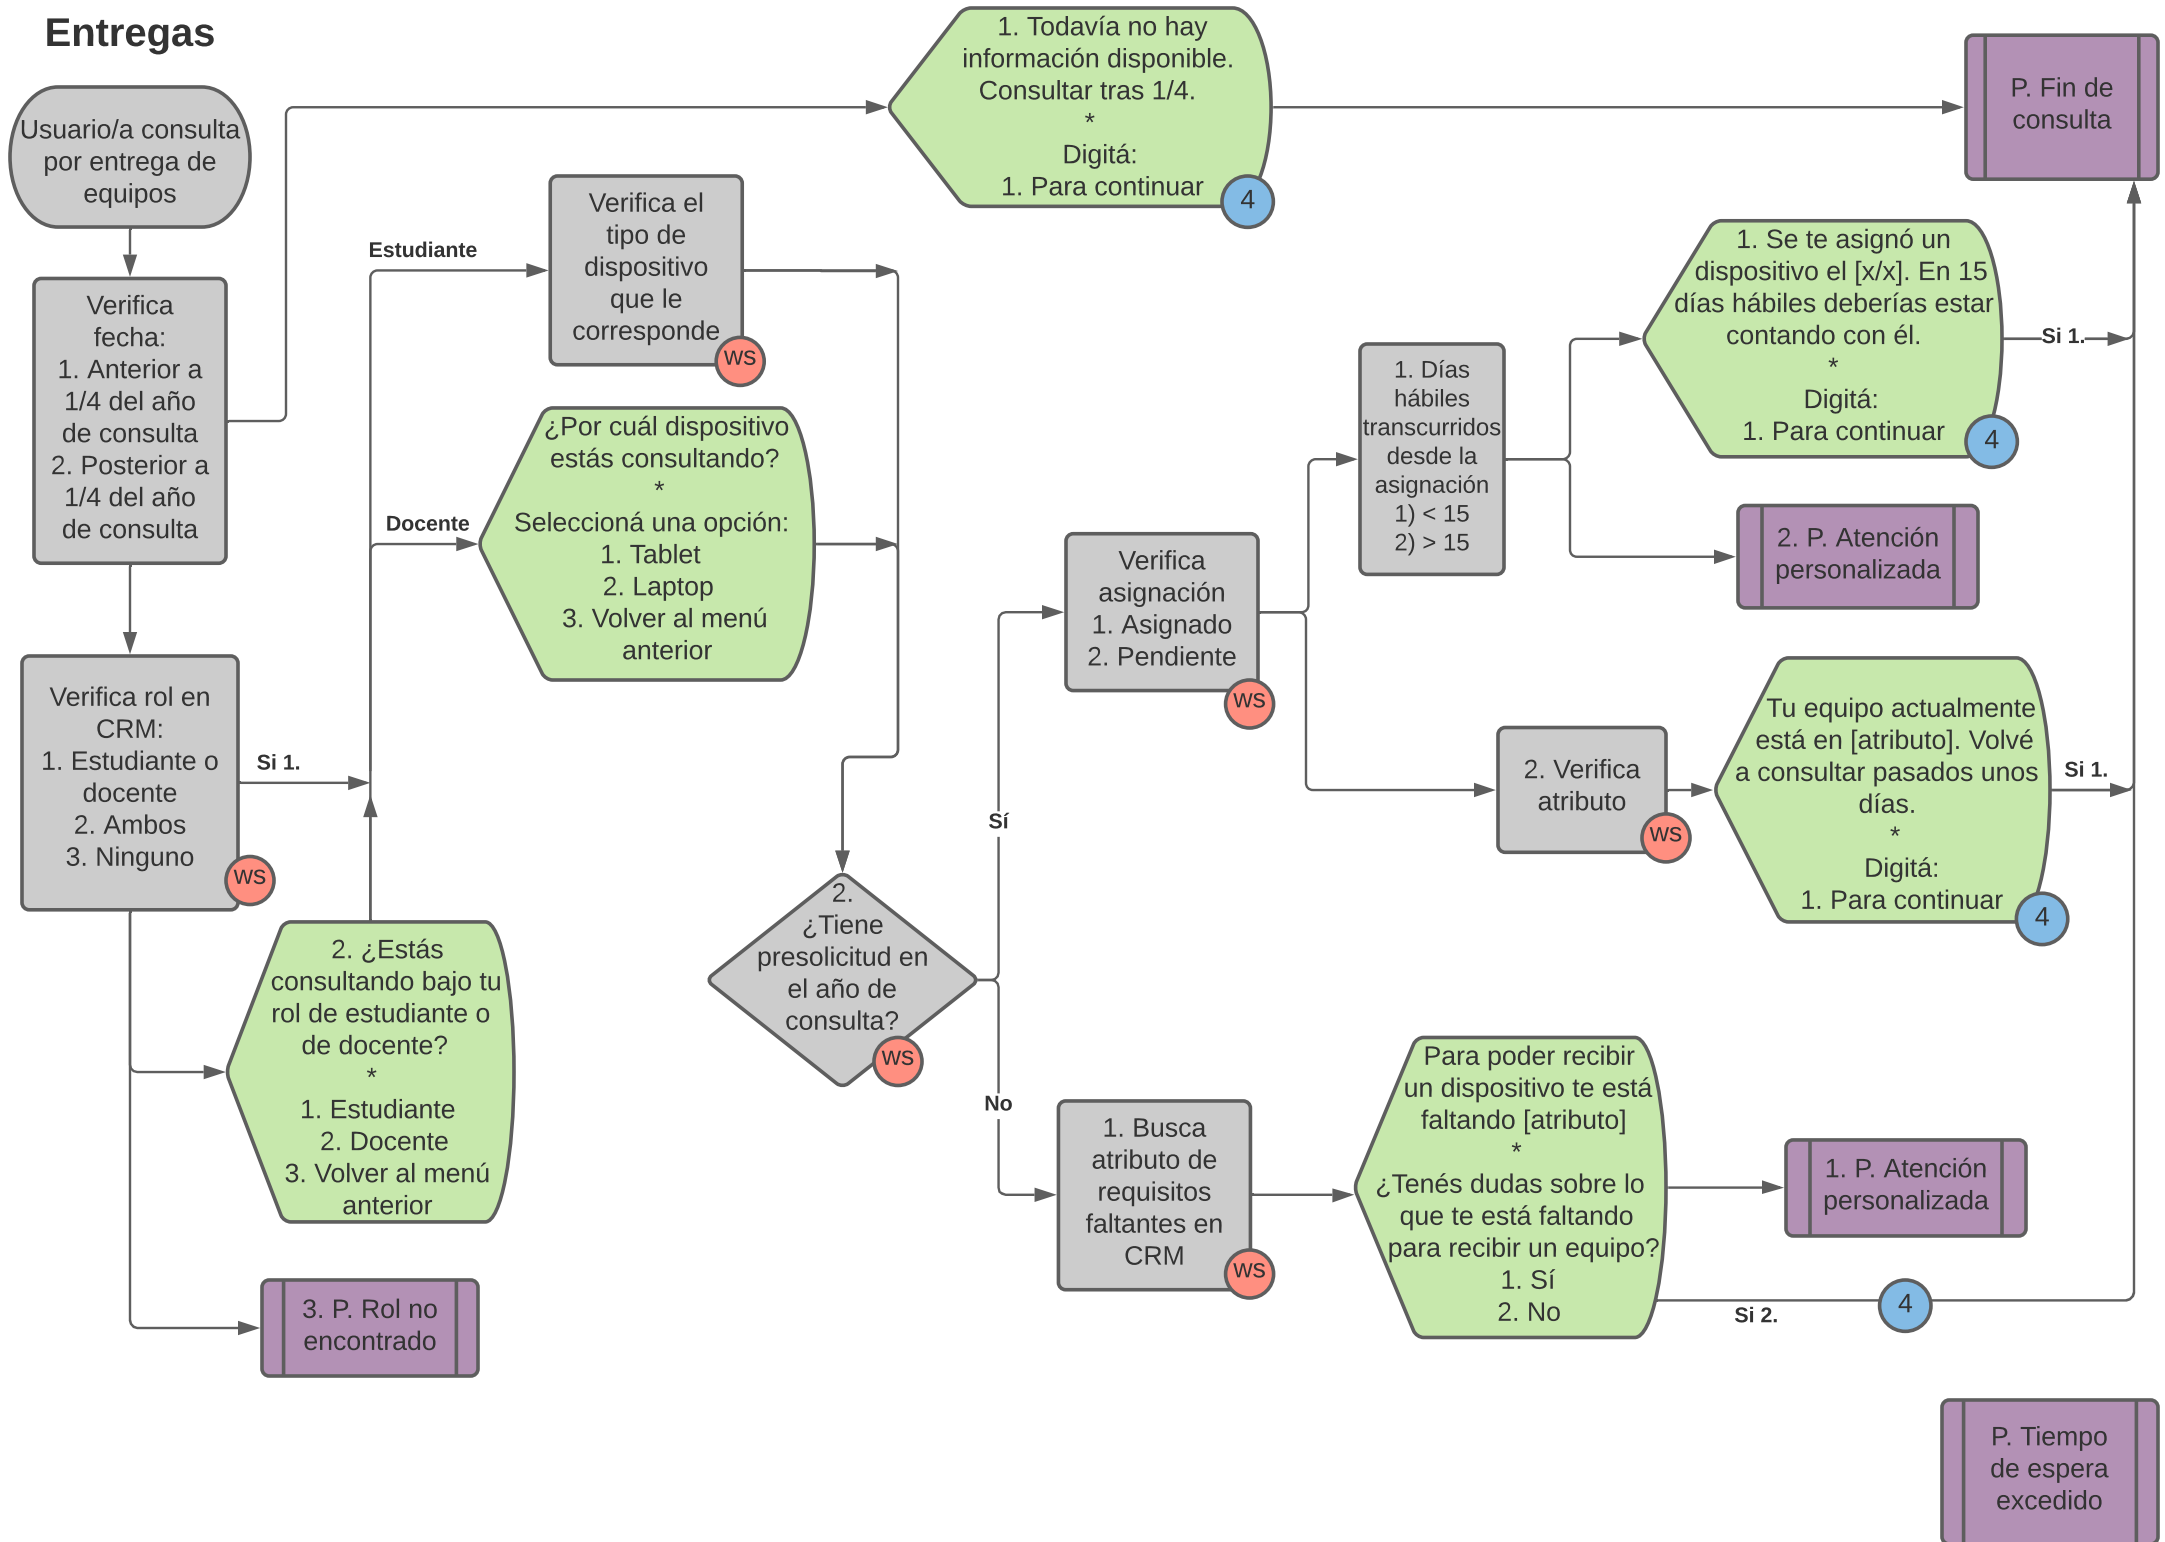 Entregas
Usuario/a consulta
por entrega de
equipos
Verifica
fecha:
1. Anterior a
1/4 del año
de consulta
2. Posterior a
1/4 del año
de consulta
Verifica rol en
CRM:
1. Estudiante o
docente
2. Ambos
3. Ninguno
ws
Si 1.
2. ¿Estás
consultando bajo tu
rol de estudiante o
de docente?
*
1. Estudiante
2. Docente
3. Volver al menú
anterior
3. P. Rol no
encontrado
Estudiante
Verifica el
tipo de
dispositivo
que le
corresponde
ws
Docente
¿Por cuál dispositivo
estás consultando?
*
Seleccioná una opción:
1. Tablet
2. Laptop
3. Volver al menú
anterior
1. Todavía no hay
información disponible.
Consultar tras 1/4.
*
Digitá:
1. Para continuar
4
P. Fin de
consulta
2.
¿Tiene
presolicitud en
el año de
consulta?
ws
Sí
No
Verifica
asignación
1. Asignado
2. Pendiente
ws
1. Días
hábiles
transcurridos
desde la
asignación
1) < 15
2) > 15
1. Se te asignó un
dispositivo el [x/x]. En 15
días hábiles deberías estar
contando con él.
*
Digitá:
1. Para continuar
4
Si 1.
2. P. Atención
personalizada
2. Verifica
atributo
ws
Tu equipo actualmente
está en [atributo]. Volvé
a consultar pasados unos
días.
*
Digitá:
1. Para continuar
4
Si 1.
1. Busca
atributo de
requisitos
faltantes en
CRM
ws
Para poder recibir
un dispositivo te está
faltando [atributo]
*
¿Tenés dudas sobre lo
que te está faltando
para recibir un equipo?
1. Sí
2. No
1. P. Atención
personalizada
Si 2.
4
P. Tiempo
de espera
excedido